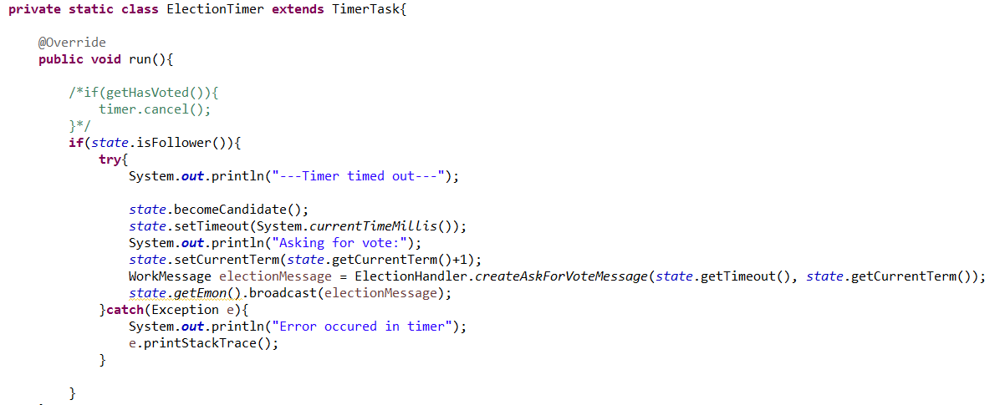 private static class ElectionTimer extends TimerTask{
@Override
public void run(){
/*if(getHasVoted()){
timer.cancel();
}*/
if(state.isFollower()){
try{
System.out.println("---Timer timed out---");
state.becomeCandidate();
state.setTimeout(System.currentTimeMillis());
System.out.println("Asking for vote:");
state.setCurrentTerm(state.getCurrentTerm()+1);
WorkMessage electionMessage = ElectionHandler.createAskForVoteMessage(state.getTimeout(), state.getCurrentTerm());
state.getEmon().broadcast(electionMessage);
}catch(Exception e){
System.out.println("Error occured in timer");
e.printStackTrace();
}
}